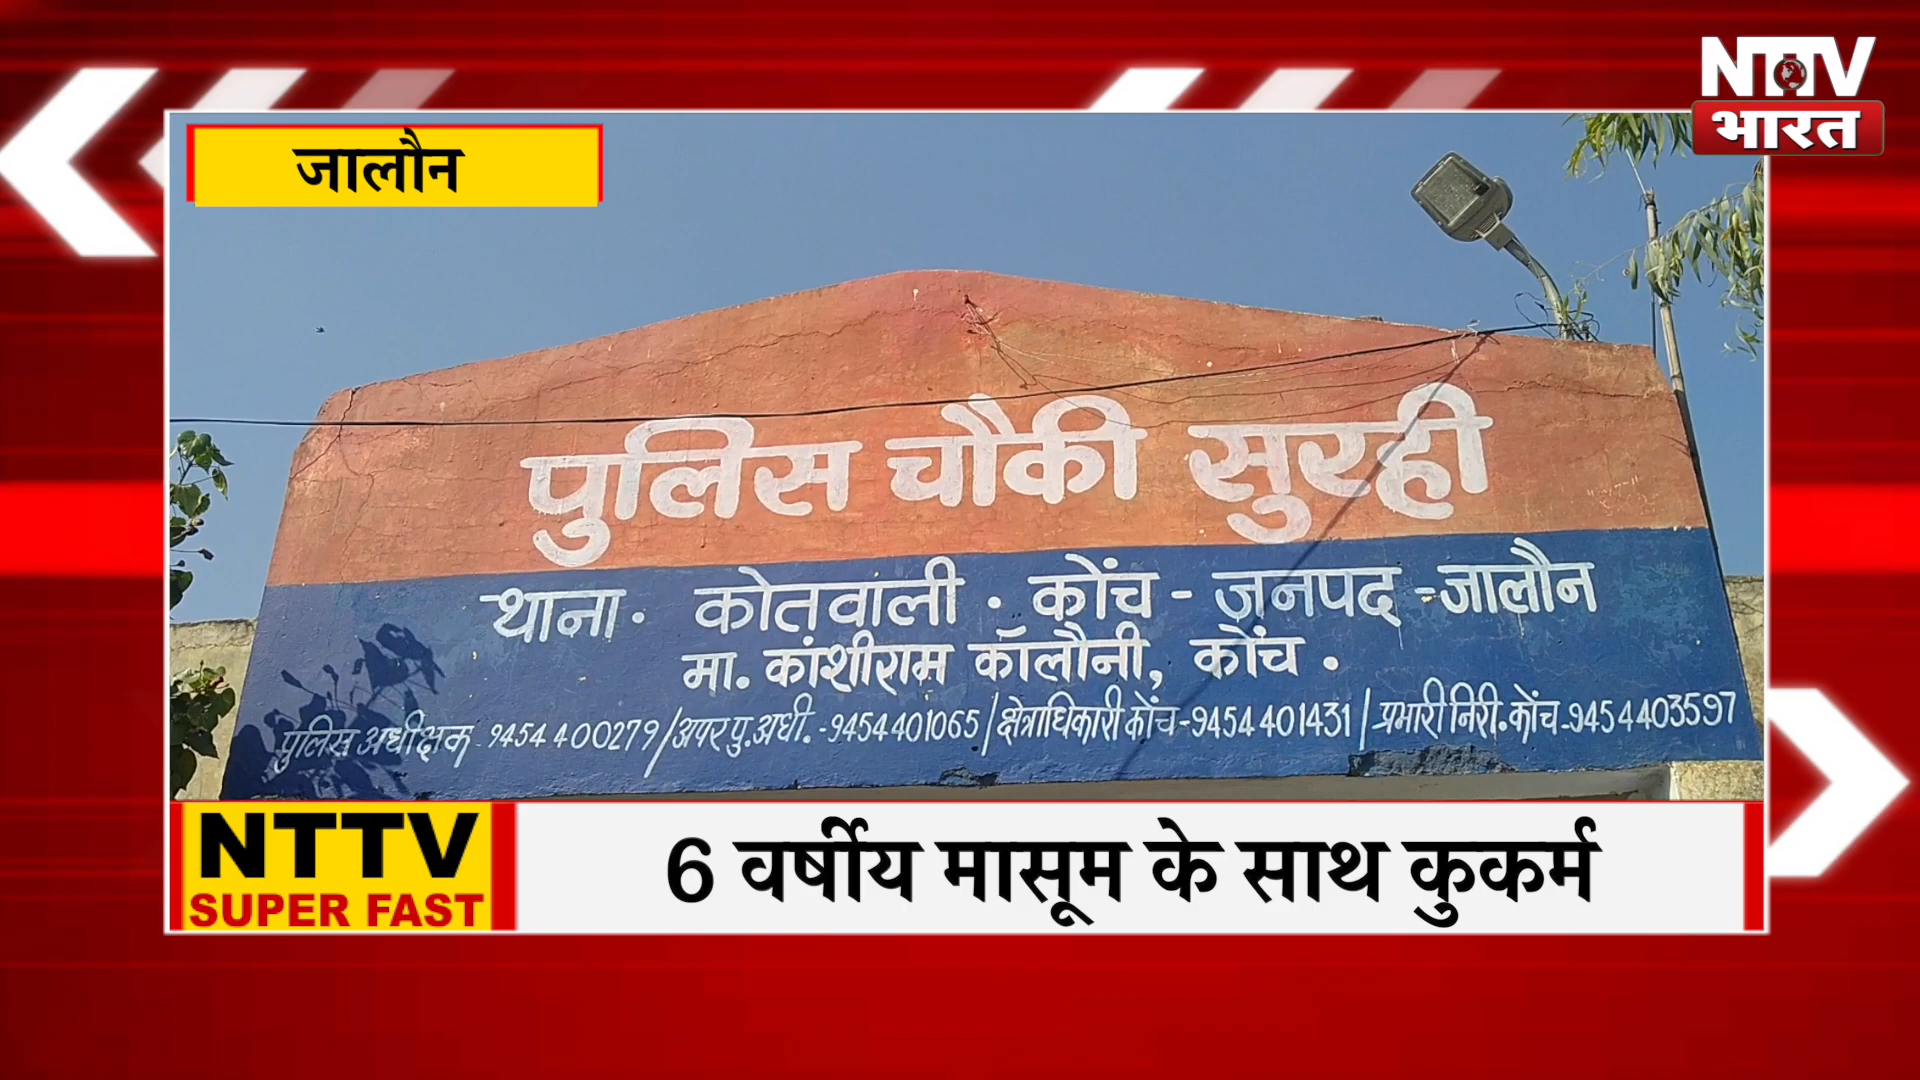 NTTV
भारत
जालौन
पुलिस चौकी सुरही
थाना. कोतवाली . कोंच - जनपद - जालौन
मा. कांशीराम कॉलौनी, कोंच .
पुलिस अधीक्षक - 9454400279/अपर पु. अधी. - 9454401065/क्षेत्राधिकारी कोंच - 9454401431/प्रभारी निरी. कोंच - 9454403597
NTTV
SUPER FAST
6 वर्षीय मासूम के साथ कुकर्म